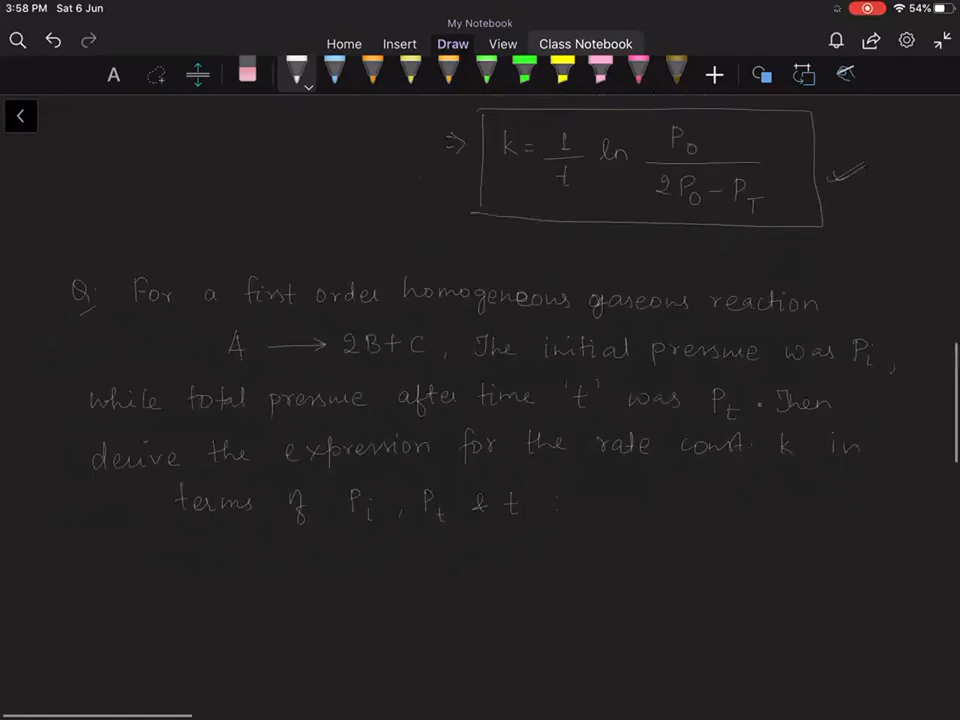 3:58 PM Sat 6 Jun
54%
My Notebook
Home Insert Draw View Class Notebook
A
⇒ k = 1/t ln P₀/(2P₀ − P_T)
Q: For a first order homogeneous gaseous reaction
A ⟶ 2B + C, The initial pressure was Pᵢ,
while total pressure after time 't' was Pₜ. Then
derive the expression for the rate const. k in
terms of Pᵢ, Pₜ & t :